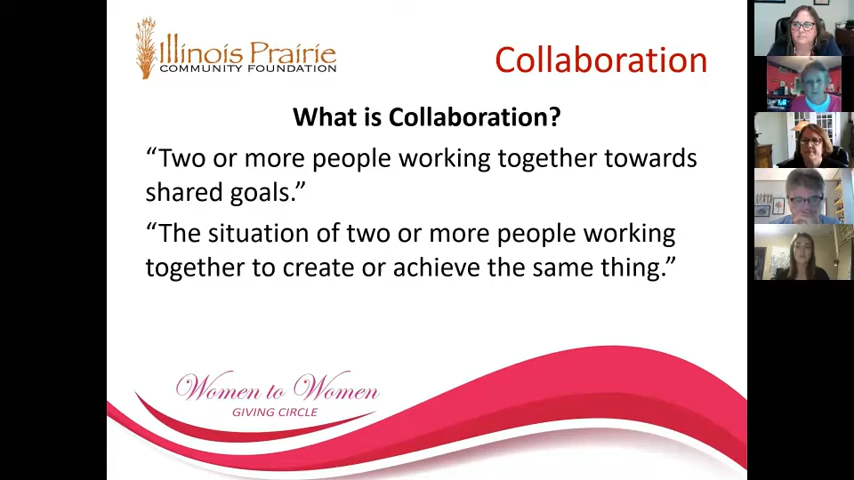 Illinois Prairie
COMMUNITY FOUNDATION
Collaboration
What is Collaboration?
“Two or more people working together towards
shared goals.”
“The situation of two or more people working
together to create or achieve the same thing.”
Women to Women
GIVING CIRCLE